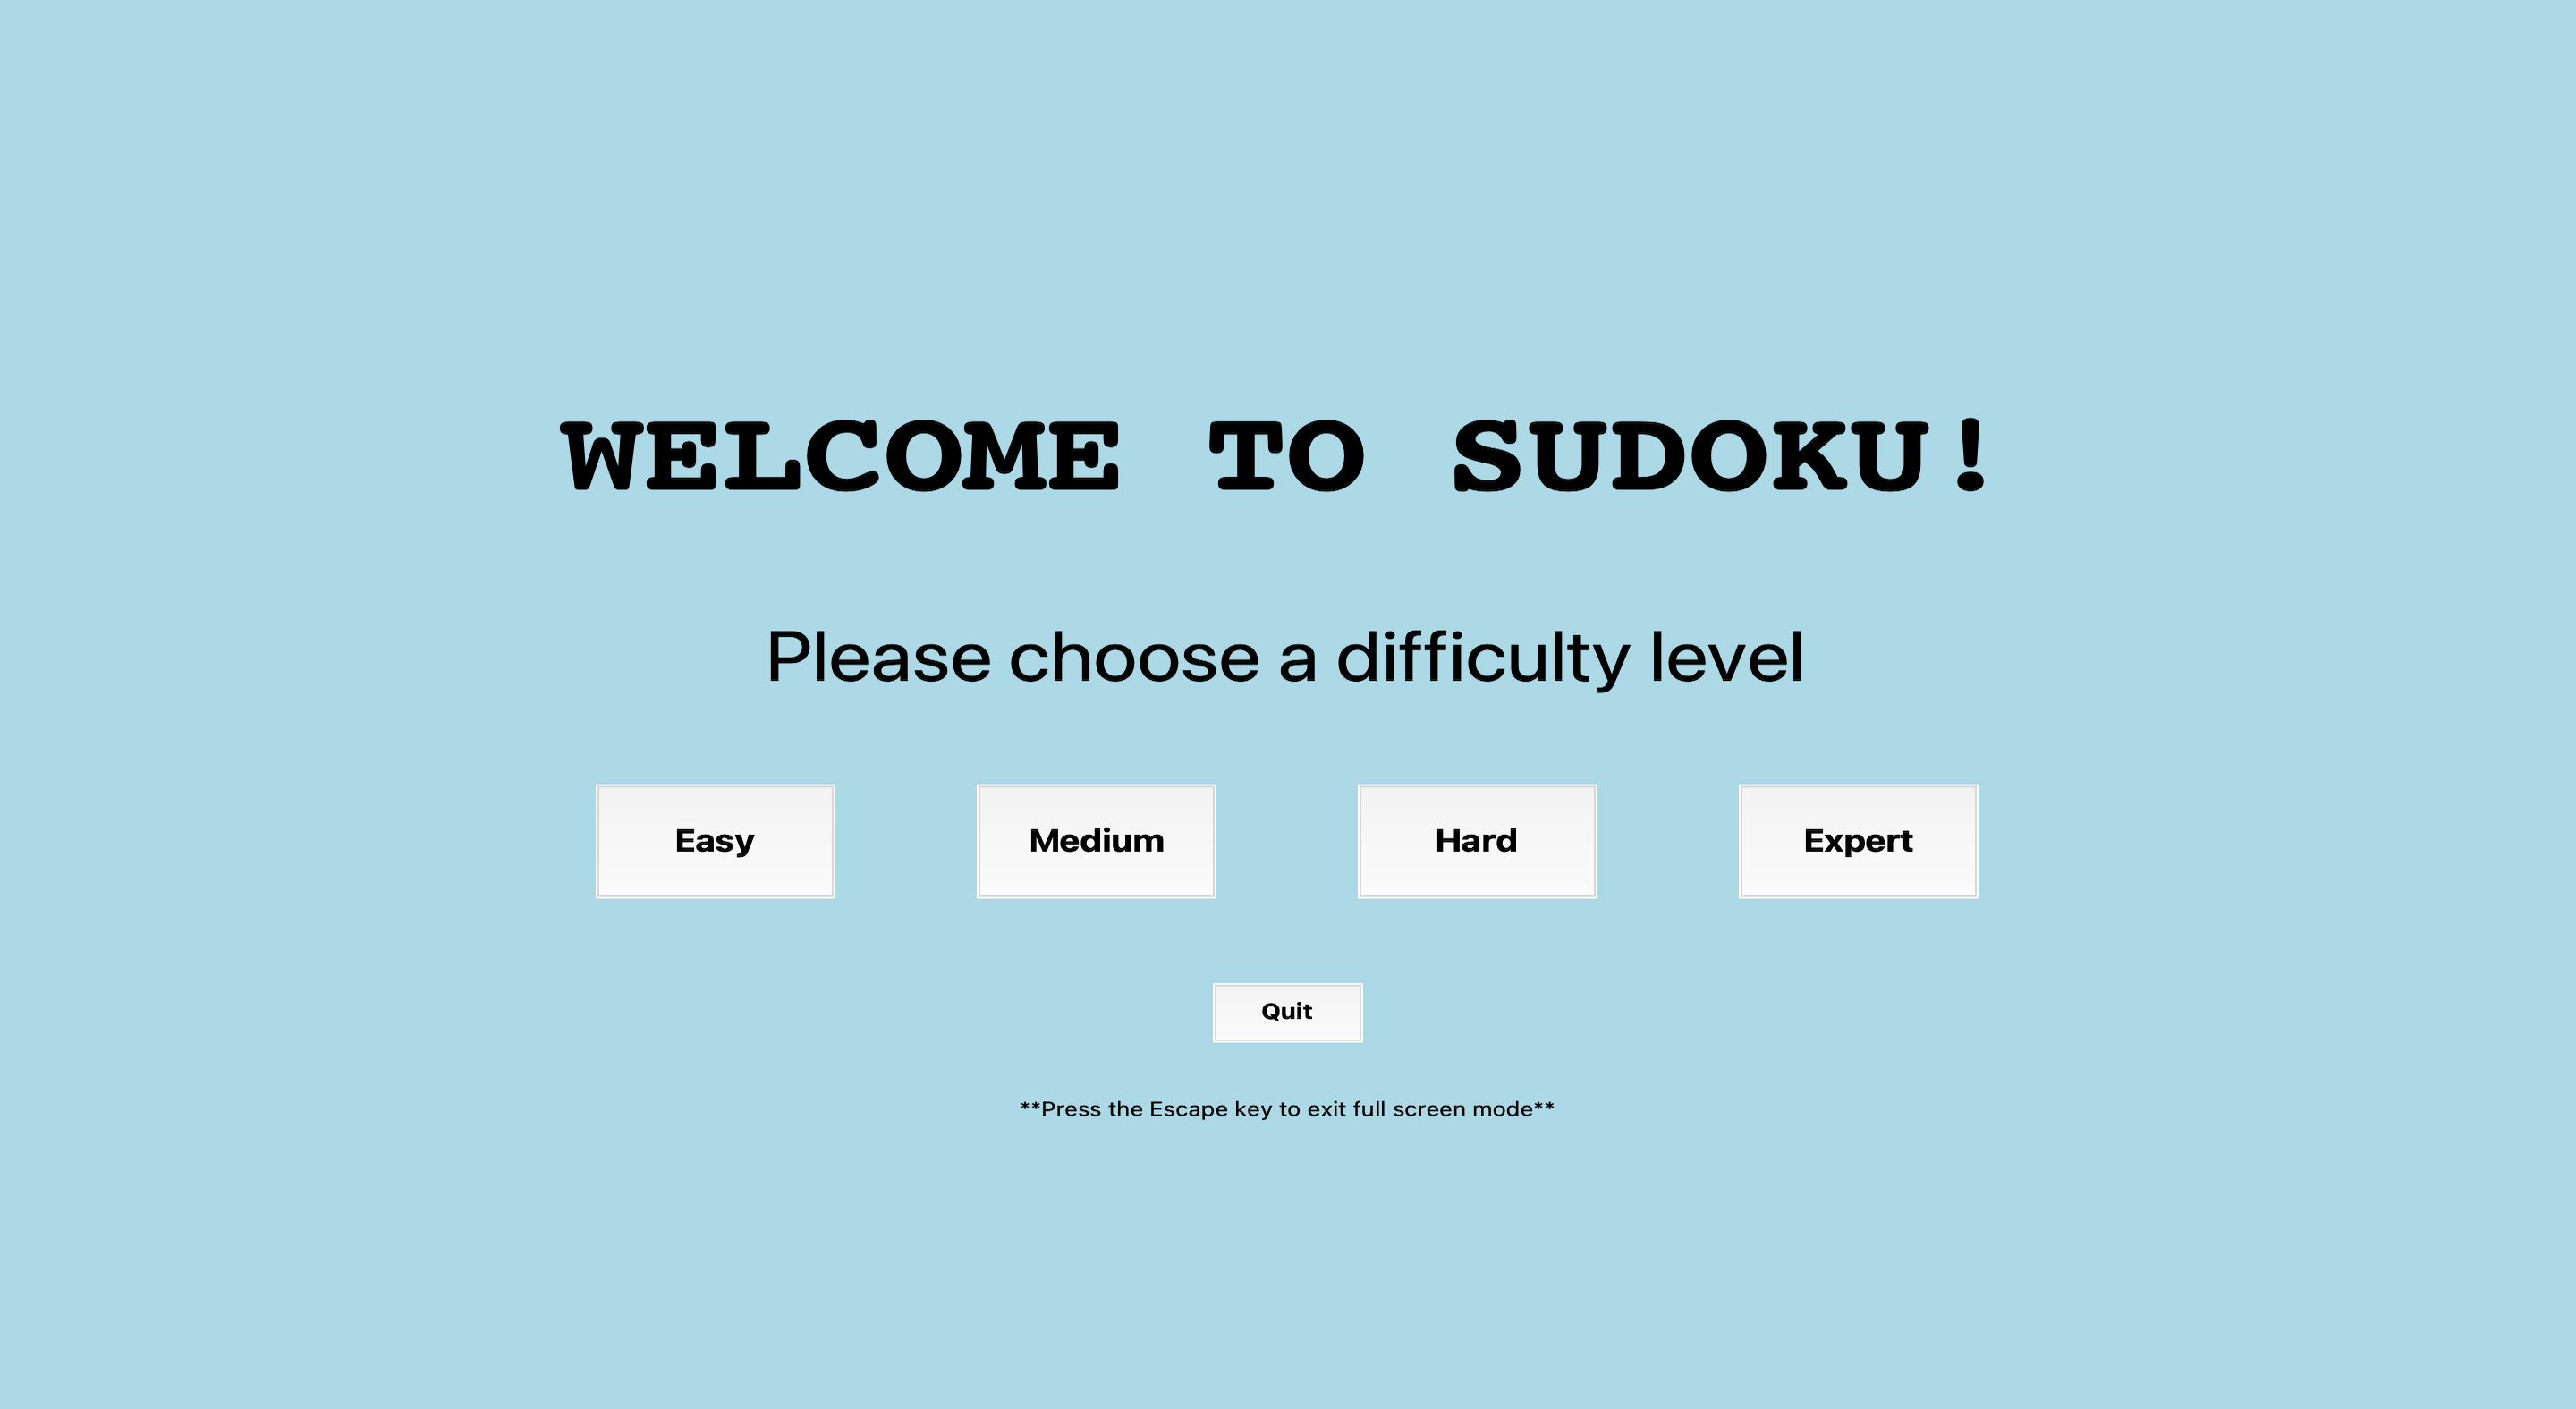 WELCOME TO SUDOKU!
Please choose a difficulty level
Easy Medium Hard Expert
Quit
**Press the Escape key to exit full screen mode**